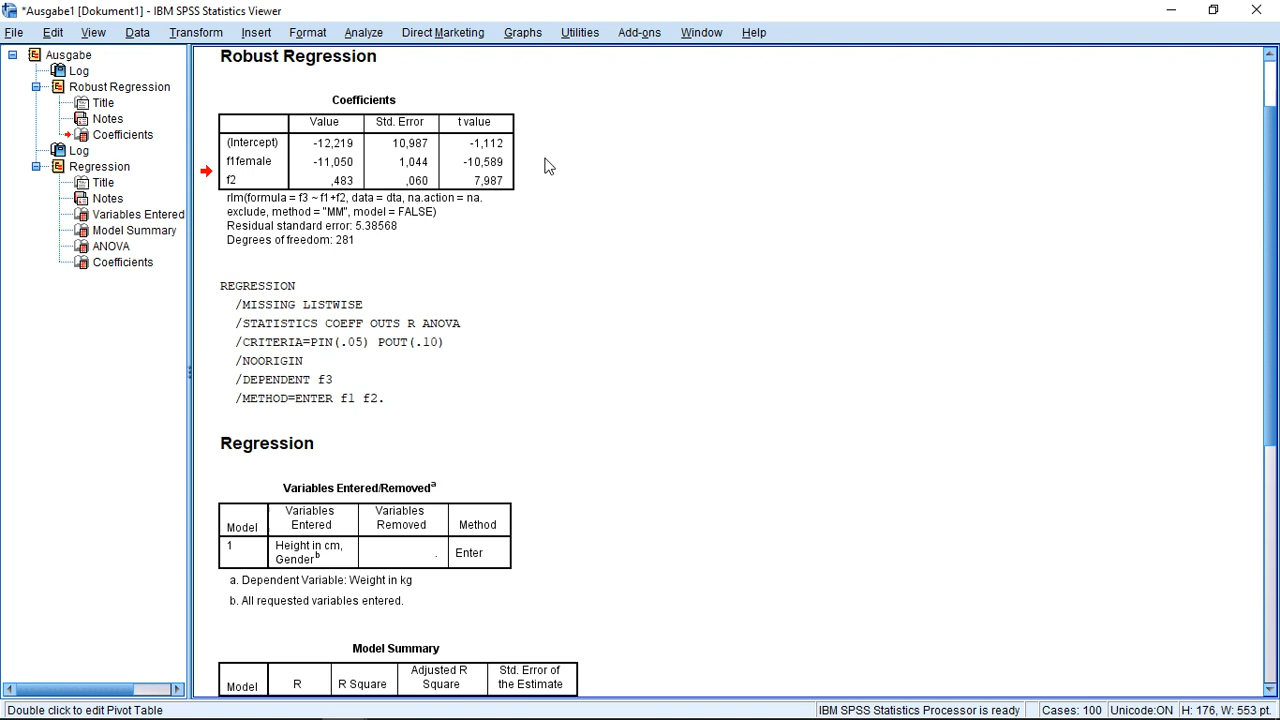 *Ausgabe1 [Dokument1] - IBM SPSS Statistics Viewer
File Edit View Data Transform Insert Format Analyze Direct Marketing Graphs Utilities Add-ons Window Help
Ausgabe
Log
Robust Regression
Title
Notes
Coefficients
Log
Regression
Title
Notes
Variables Entered
Model Summary
ANOVA
Coefficients
Robust Regression
Coefficients
Value Std. Error t value
(Intercept) -12,219 10,987 -1,112
f1female -11,050 1,044 -10,589
f2 ,483 ,060 7,987
rlm(formula = f3 ~ f1+f2, data = dta, na.action = na.
exclude, method = "MM", model = FALSE)
Residual standard error: 5.38568
Degrees of freedom: 281
REGRESSION
/MISSING LISTWISE
/STATISTICS COEFF OUTS R ANOVA
/CRITERIA=PIN(.05) POUT(.10)
/NOORIGIN
/DEPENDENT f3
/METHOD=ENTER f1 f2.
Regression
Variables Entered/Removedᵃ
Variables Variables
Model Entered Removed Method
1 Height in cm, . Enter
Genderᵇ
a. Dependent Variable: Weight in kg
b. All requested variables entered.
Model Summary
Adjusted R Std. Error of
Model R R Square Square the Estimate
Double click to edit Pivot Table IBM SPSS Statistics Processor is ready Cases: 100 Unicode:ON H: 176, W: 553 pt.